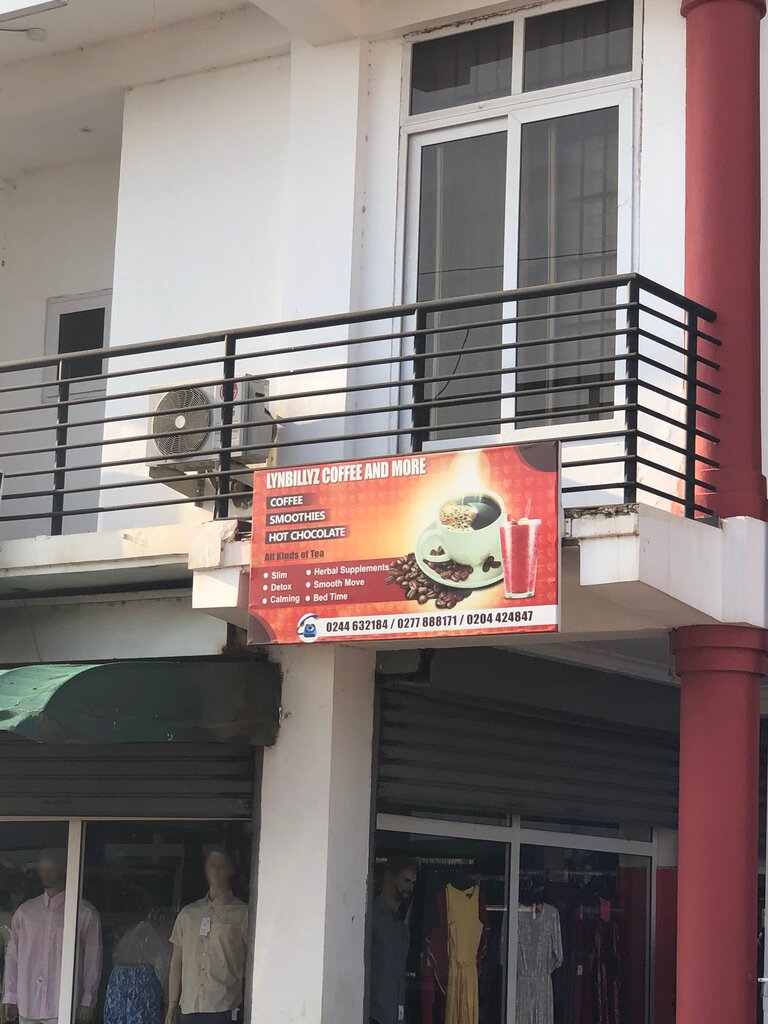 LYNBILLYZ COFFEE AND MORE
COFFEE
SMOOTHIES
HOT CHOCOLATE
All Kinds of Tea
Slim
Herbal Supplements
Detox
Smooth Move
Calming
Bed Time
0244 632184 / 0277 888171 / 0204 424847